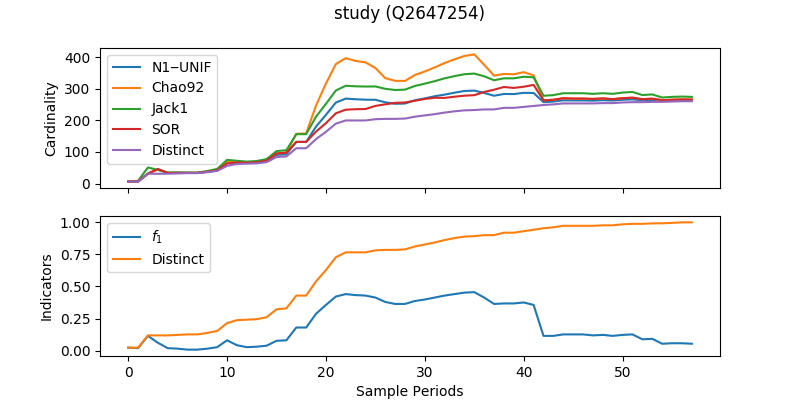 study (Q2647254)
Cardinality
400
300
200
100
0
N1−UNIF
Chao92
Jack1
SOR
Distinct
Indicators
1.00
0.75
0.50
0.25
0.00
f1
Distinct
0 10 20 30 40 50
Sample Periods